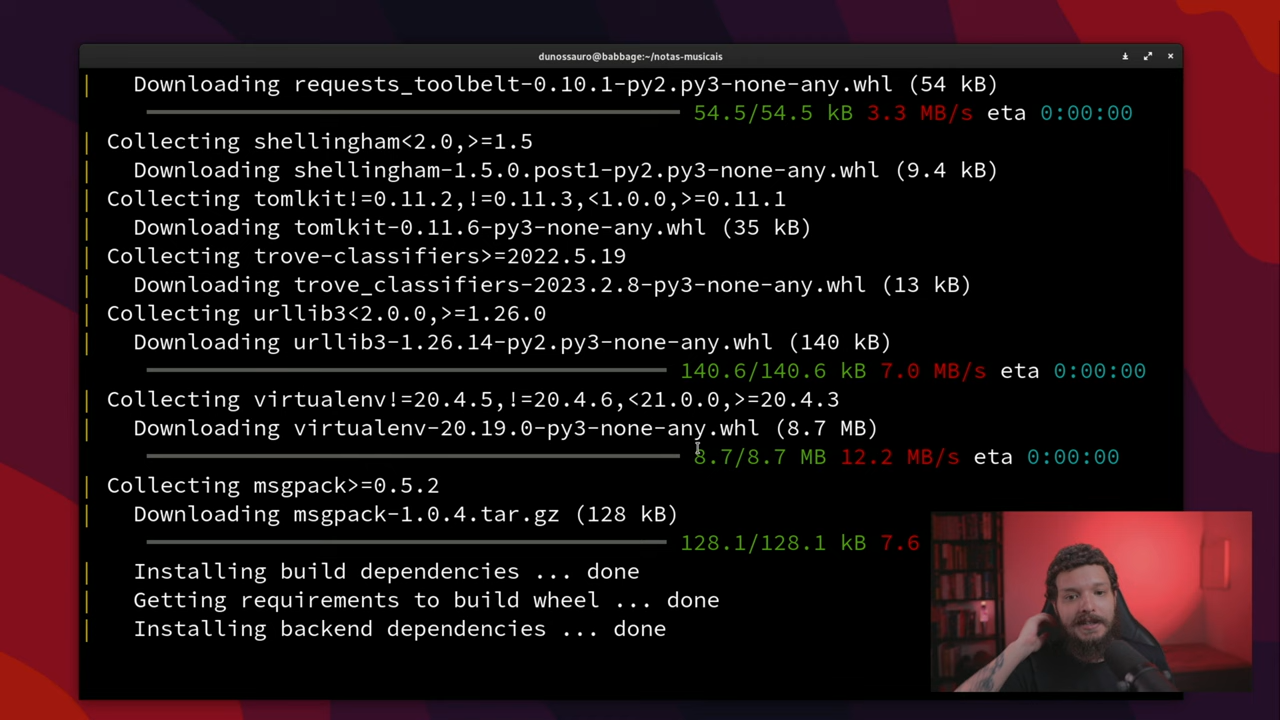 dunossauro@babbage:~/notas-musicais
| Downloading requests_toolbelt-0.10.1-py2.py3-none-any.whl (54 kB)
| 54.5/54.5 kB 3.3 MB/s eta 0:00:00
| Collecting shellingham<2.0,>=1.5
| Downloading shellingham-1.5.0.post1-py2.py3-none-any.whl (9.4 kB)
| Collecting tomlkit!=0.11.2,!=0.11.3,<1.0.0,>=0.11.1
| Downloading tomlkit-0.11.6-py3-none-any.whl (35 kB)
| Collecting trove-classifiers>=2022.5.19
| Downloading trove_classifiers-2023.2.8-py3-none-any.whl (13 kB)
| Collecting urllib3<2.0.0,>=1.26.0
| Downloading urllib3-1.26.14-py2.py3-none-any.whl (140 kB)
| 140.6/140.6 kB 7.0 MB/s eta 0:00:00
| Collecting virtualenv!=20.4.5,!=20.4.6,<21.0.0,>=20.4.3
| Downloading virtualenv-20.19.0-py3-none-any.whl (8.7 MB)
| 8.7/8.7 MB 12.2 MB/s eta 0:00:00
| Collecting msgpack>=0.5.2
| Downloading msgpack-1.0.4.tar.gz (128 kB)
| 128.1/128.1 kB 7.6
| Installing build dependencies ... done
| Getting requirements to build wheel ... done
| Installing backend dependencies ... done